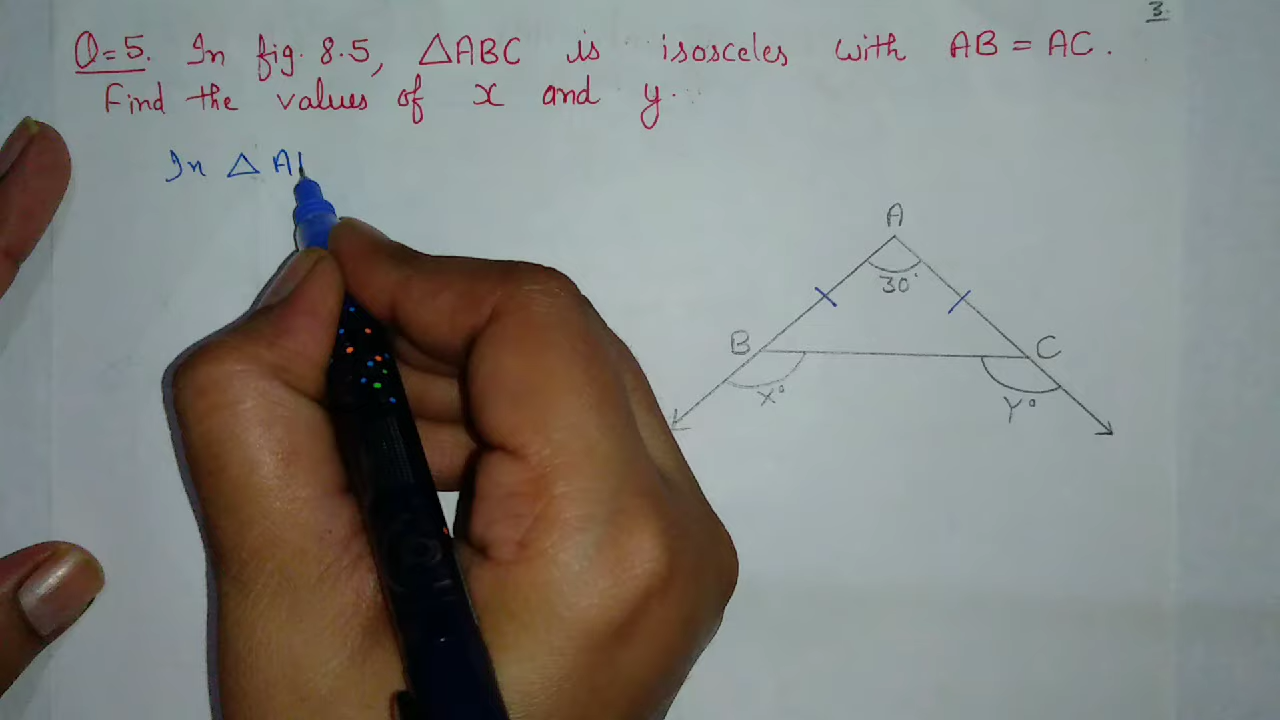 3.
Q=5. In fig. 8.5, △ABC is isosceles with AB = AC.
Find the values of x and y.
In △ A
A
30°
B
C
X°
Y°